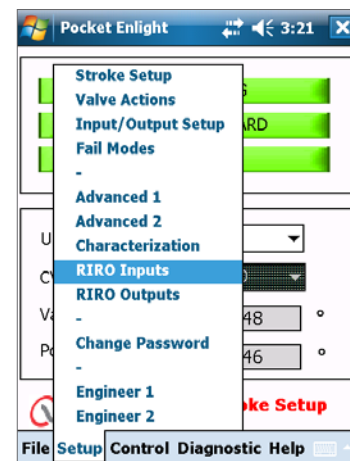 Pocket Enlight 3:21
Stroke Setup
Valve Actions
Input/Output Setup
Fail Modes
-
Advanced 1
Advanced 2
Characterization
RIRO Inputs
RIRO Outputs
-
Change Password
-
Engineer 1
Engineer 2
ARD
U
48 °
46 °
oke Setup
File Setup Control Diagnostic Help